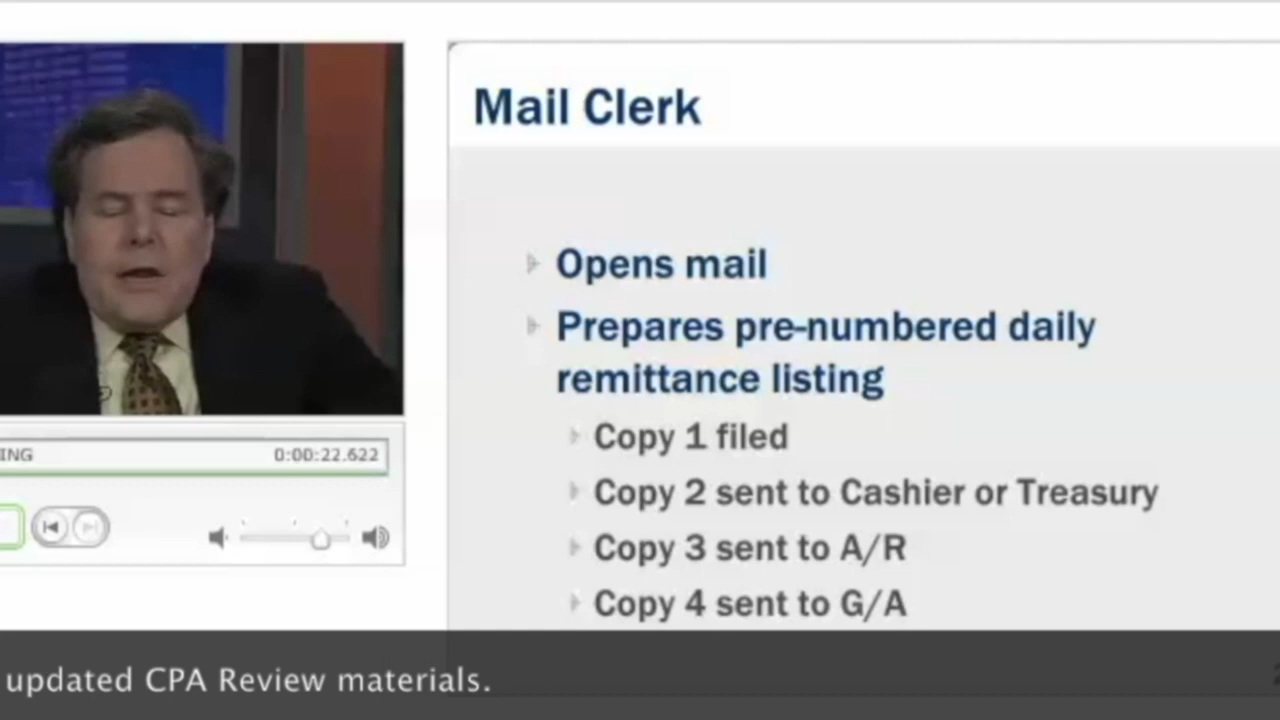 Mail Clerk
Opens mail
Prepares pre-numbered daily
remittance listing
Copy 1 filed
Copy 2 sent to Cashier or Treasury
Copy 3 sent to A/R
Copy 4 sent to G/A
ING 0:00:22.622
updated CPA Review materials.